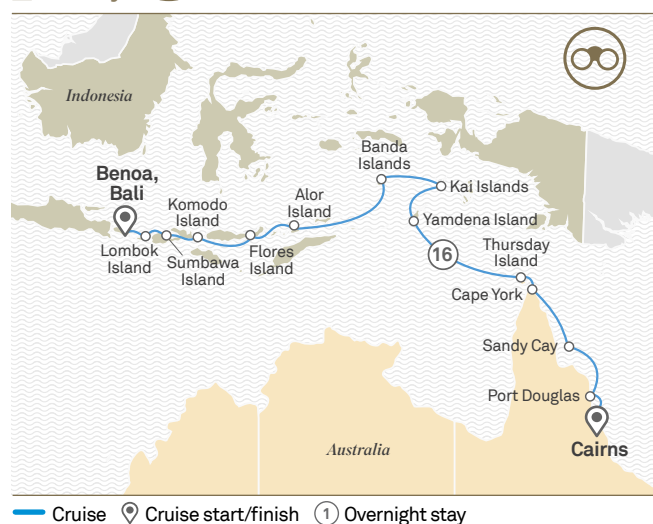 Indonesia
Benoa,
Bali
Lombok
Island
Sumbawa
Island
Komodo
Island
Flores
Island
Alor
Island
Banda
Islands
Kai Islands
Yamdena Island
16
Thursday
Island
Cape York
Sandy Cay
Port Douglas
Cairns
Australia
Cruise
Cruise start/finish
1 Overnight stay